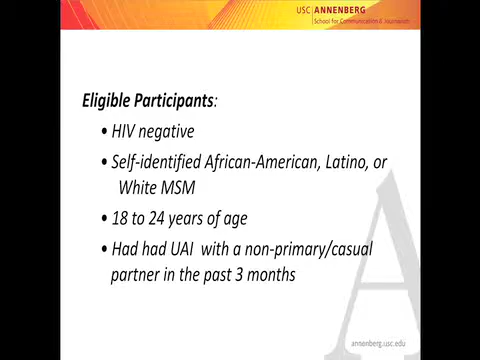 USC ANNENBERG
School for Communication & Journalism
Eligible Participants:
• HIV negative
• Self-identified African-American, Latino, or
White MSM
• 18 to 24 years of age
• Had had UAI with a non-primary/casual
partner in the past 3 months
A
annenberg.usc.edu